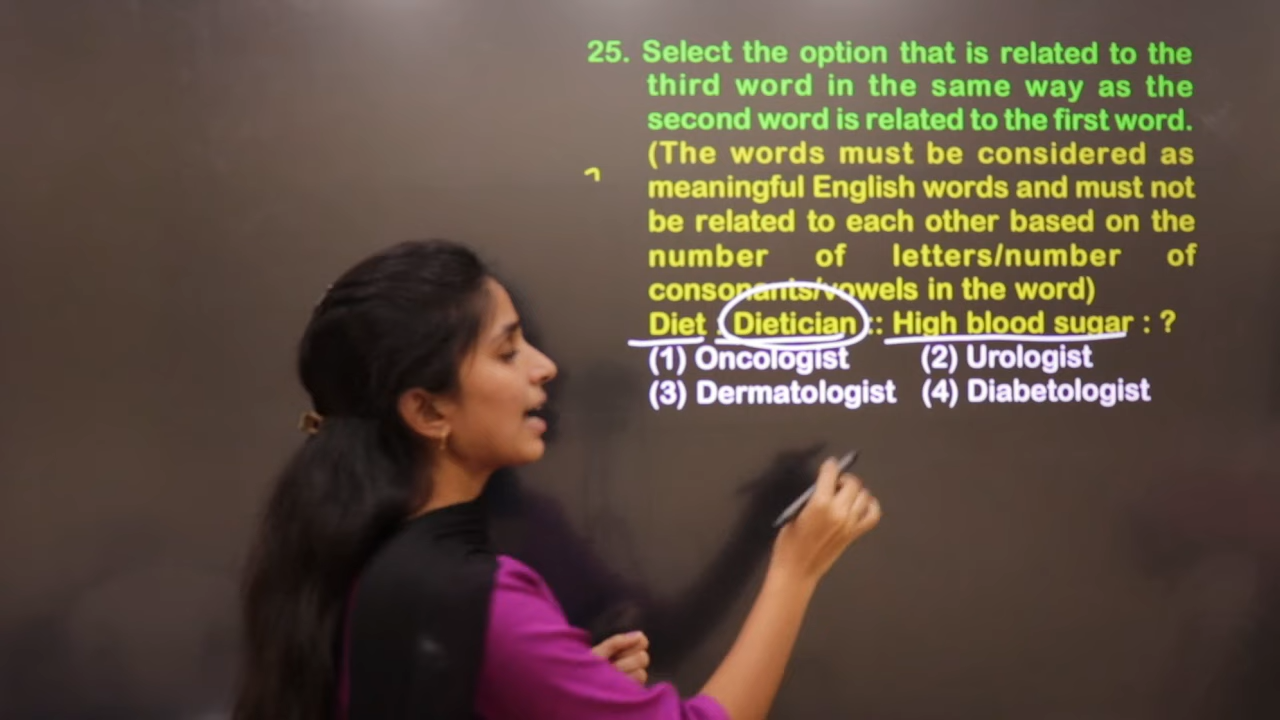 25. Select the option that is related to the
third word in the same way as the
second word is related to the first word.
(The words must be considered as
meaningful English words and must not
be related to each other based on the
number of letters/number of
consonants/vowels in the word)
Diet : Dietician :: High blood sugar : ?
(1) Oncologist (2) Urologist
(3) Dermatologist (4) Diabetologist